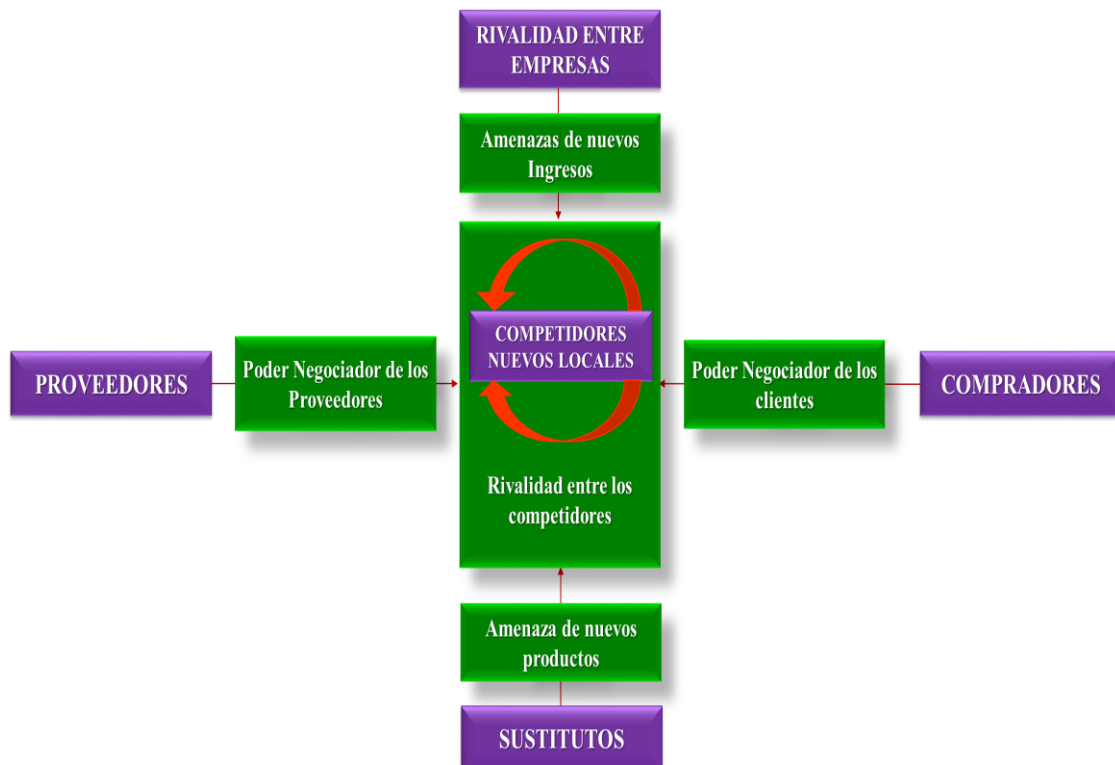 RIVALIDAD ENTRE
EMPRESAS
Amenazas de nuevos
Ingresos
COMPETIDORES
NUEVOS LOCALES
PROVEEDORES
Poder Negociador de los
Proveedores
Poder Negociador de los
clientes
COMPRADORES
Rivalidad entre los
competidores
Amenaza de nuevos
productos
SUSTITUTOS